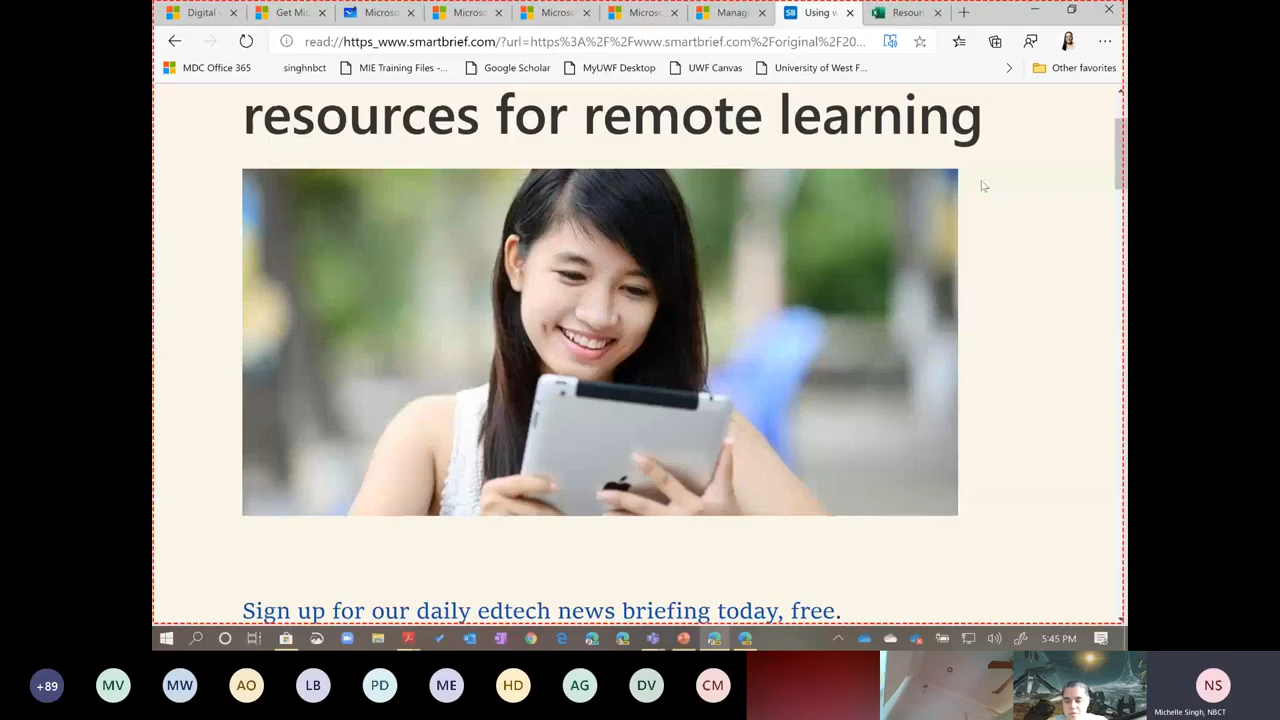 Digital
Get Mi
Microso
Microso
Microsu
Microso
Manag
Using w
Resour
read://https_www.smartbrief.com/?url=https%3A%2F%2Fwww.smartbrief.com%2Foriginal%2F20...
MDC Office 365
singhnbct
MIE Training Files -...
Google Scholar
MyUWF Desktop
UWF Canvas
University of West F...
Other favorites
resources for remote learning
Sign up for our daily edtech news briefing today, free.
5:45 PM
+89
MV
MW
AO
LB
PD
ME
HD
AG
DV
CM
NS
Michelle Singh, NBCT